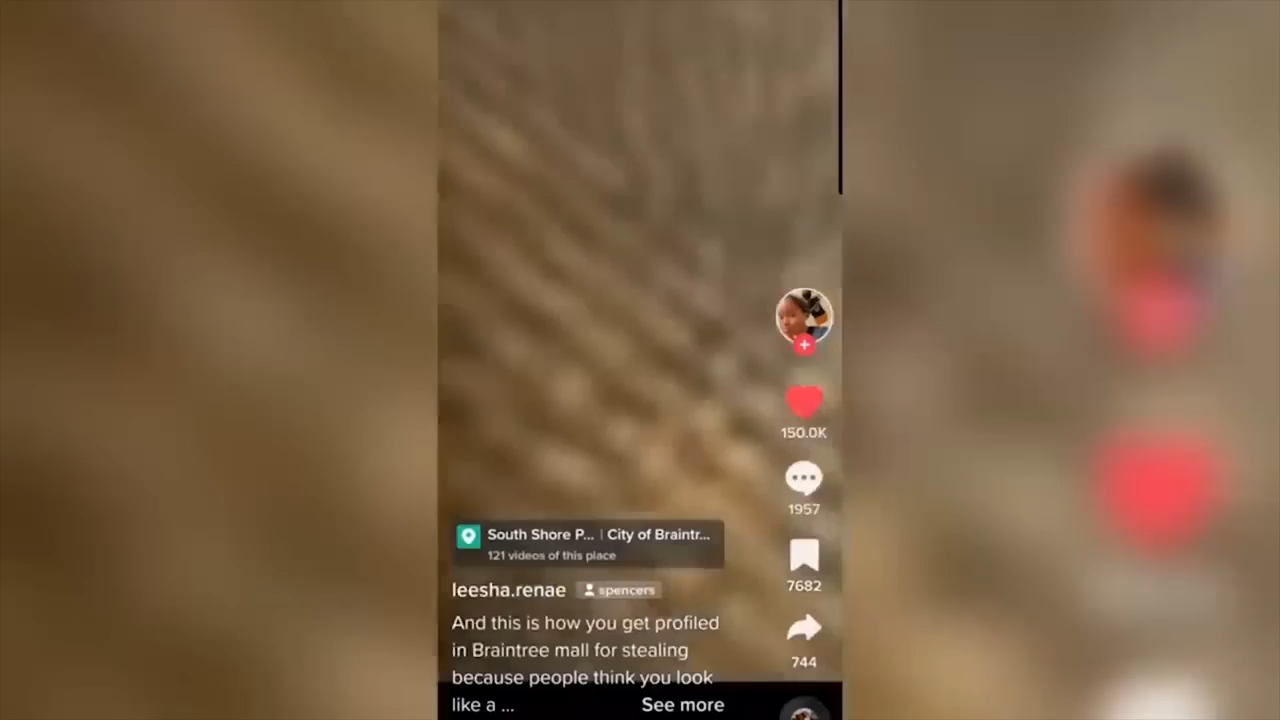 150.0K
1957
South Shore P... | City of Braintr...
121 videos of this place
7682
leesha.renae spencers
And this is how you get profiled
in Braintree mall for stealing
because people think you look
like a ... See more
744